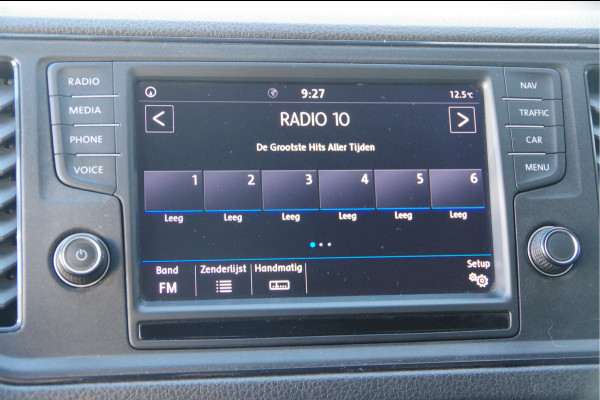 RADIO
MEDIA
PHONE
VOICE
9:27
12.5°C
<
RADIO 10
>
De Grootste Hits Aller Tijden
1 2 3 4 5 6
Leeg Leeg Leeg Leeg Leeg Leeg
Band Zenderlijst Handmatig Setup
FM
NAV
TRAFFIC
CAR
MENU